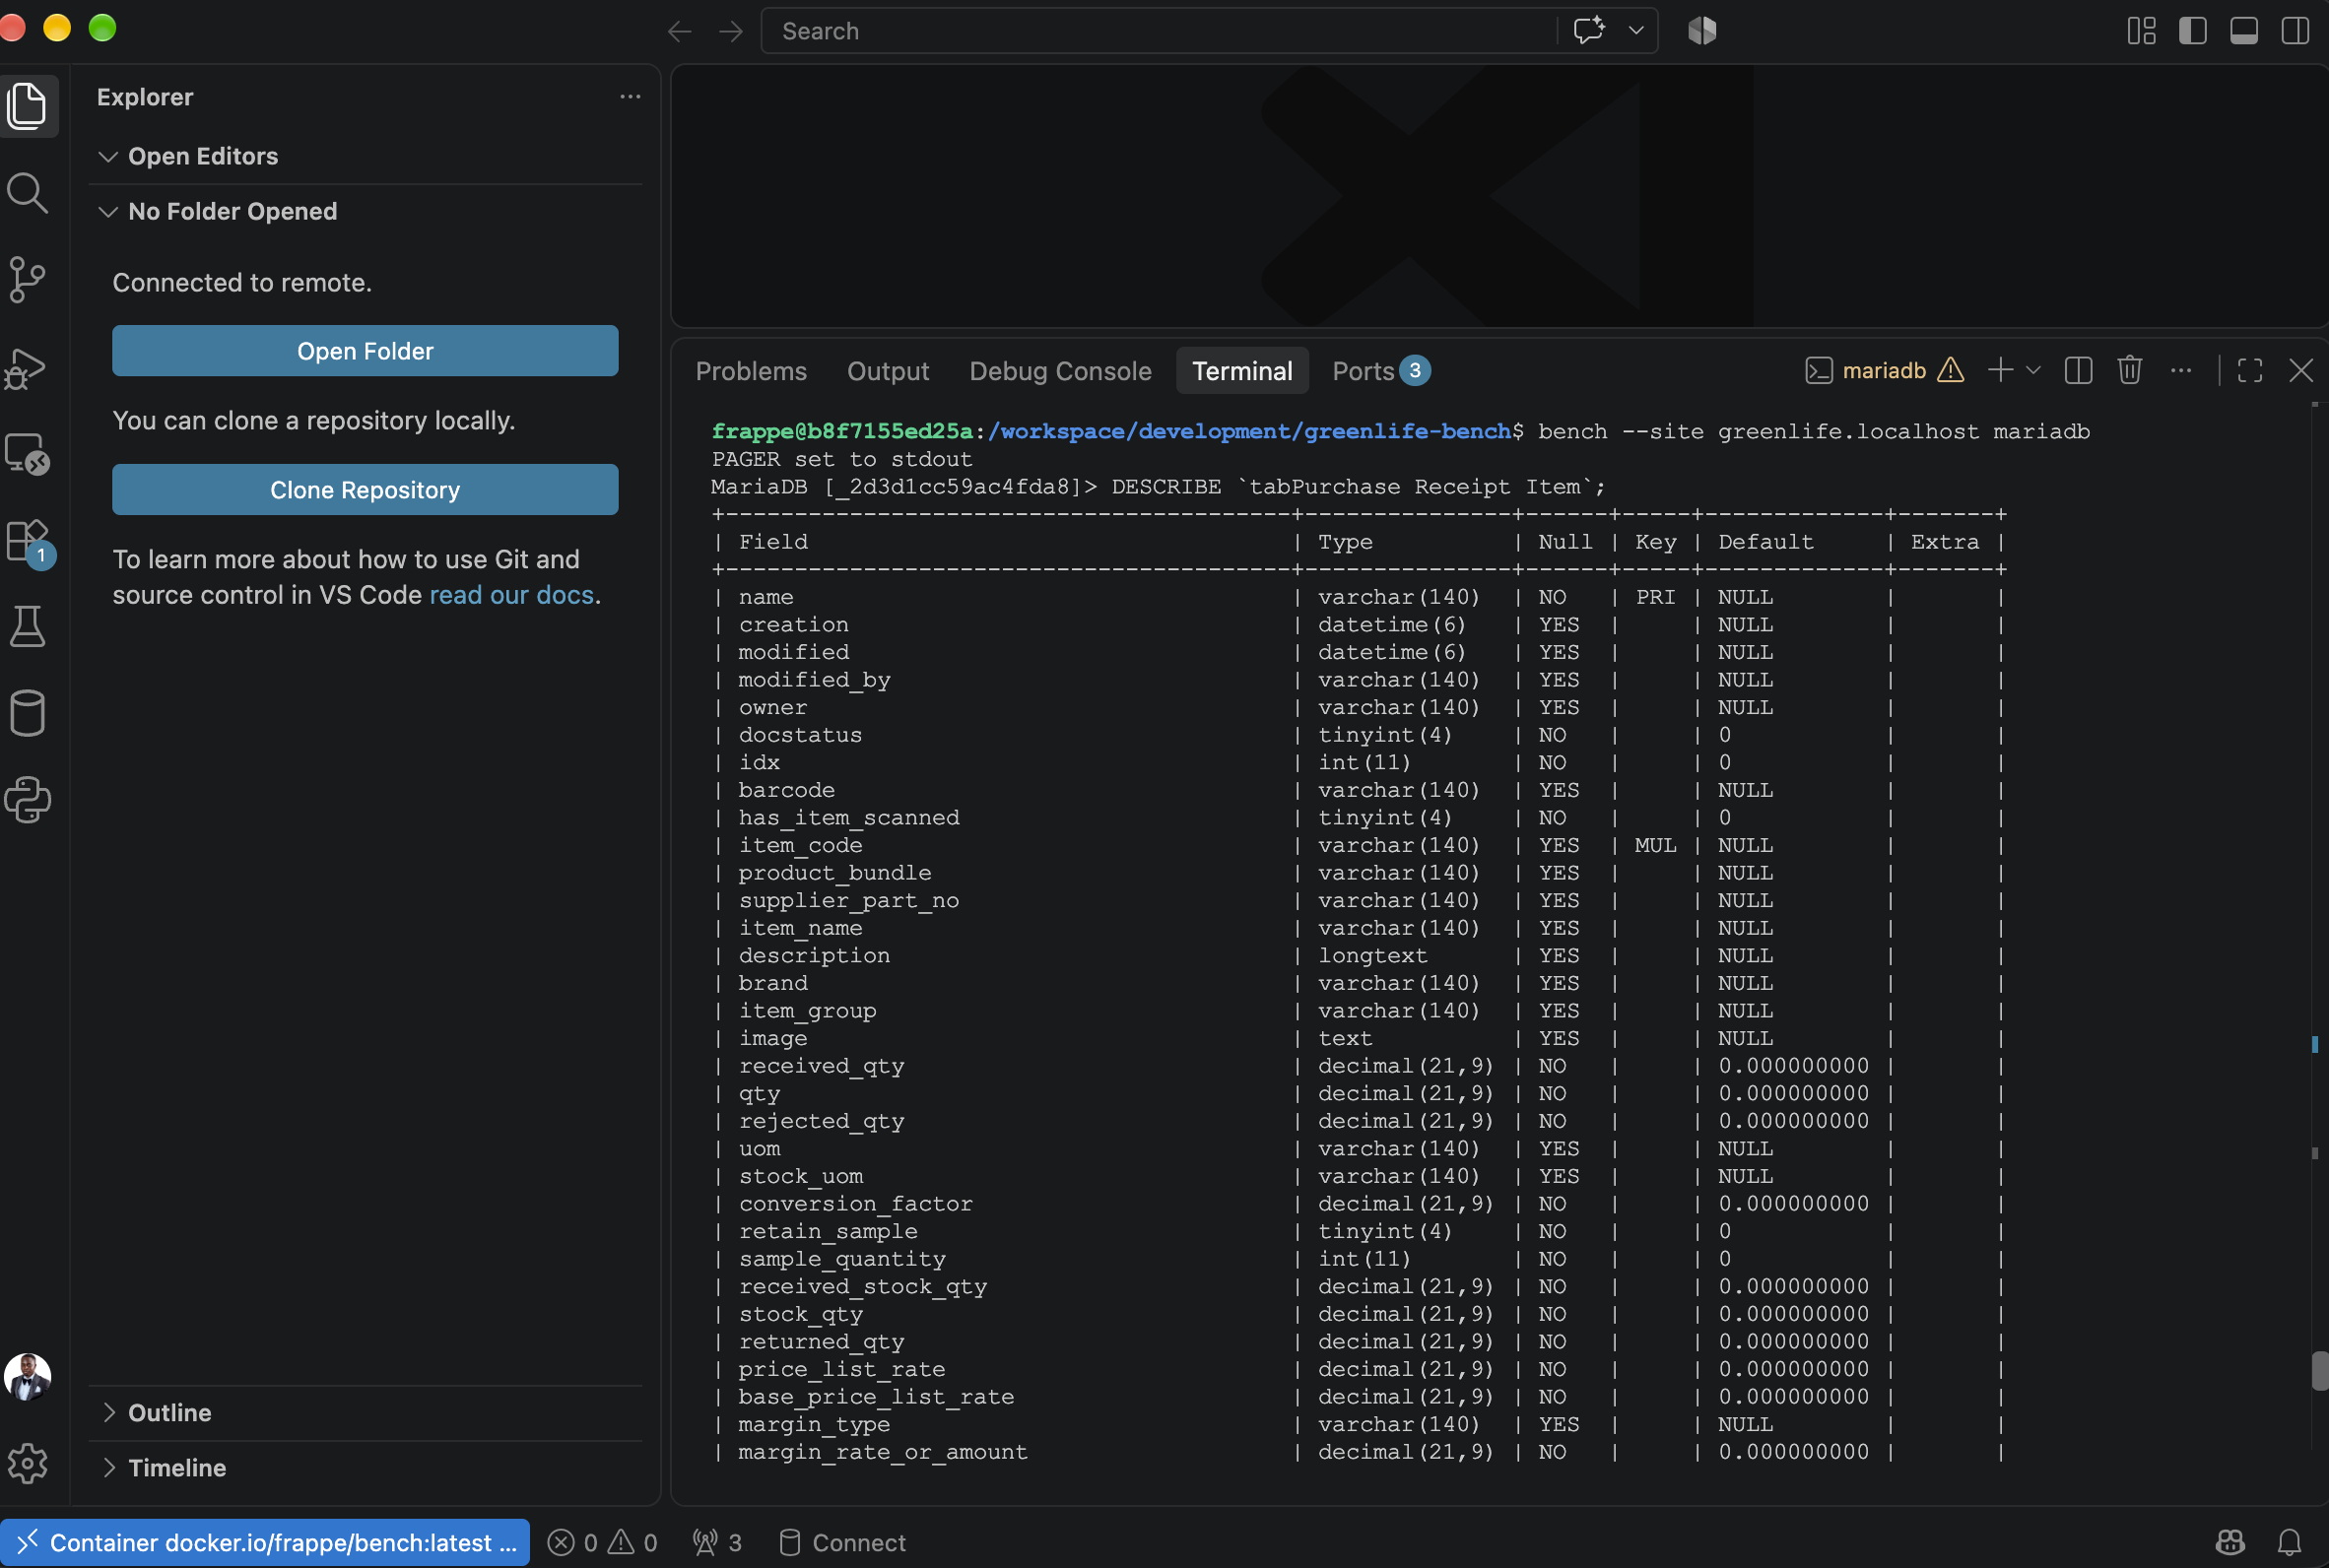 Search
Explorer
Open Editors
No Folder Opened
Connected to remote.
Open Folder
You can clone a repository locally.
Clone Repository
To learn more about how to use Git and
source control in VS Code read our docs.
1
Outline
Timeline
Problems Output Debug Console Terminal Ports 3 mariadb
frappe@b8f7155ed25a:/workspace/development/greenlife-bench$ bench --site greenlife.localhost mariadb
PAGER set to stdout
MariaDB [_2d3d1cc59ac4fda8]> DESCRIBE `tabPurchase Receipt Item`;
+-----------------------------------------+---------------+------+-----+-------------+-------+
| Field | Type | Null | Key | Default | Extra |
+-----------------------------------------+---------------+------+-----+-------------+-------+
| name | varchar(140) | NO | PRI | NULL | |
| creation | datetime(6) | YES | | NULL | |
| modified | datetime(6) | YES | | NULL | |
| modified_by | varchar(140) | YES | | NULL | |
| owner | varchar(140) | YES | | NULL | |
| docstatus | tinyint(4) | NO | | 0 | |
| idx | int(11) | NO | | 0 | |
| barcode | varchar(140) | YES | | NULL | |
| has_item_scanned | tinyint(4) | NO | | 0 | |
| item_code | varchar(140) | YES | MUL | NULL | |
| product_bundle | varchar(140) | YES | | NULL | |
| supplier_part_no | varchar(140) | YES | | NULL | |
| item_name | varchar(140) | YES | | NULL | |
| description | longtext | YES | | NULL | |
| brand | varchar(140) | YES | | NULL | |
| item_group | varchar(140) | YES | | NULL | |
| image | text | YES | | NULL | |
| received_qty | decimal(21,9) | NO | | 0.000000000 | |
| qty | decimal(21,9) | NO | | 0.000000000 | |
| rejected_qty | decimal(21,9) | NO | | 0.000000000 | |
| uom | varchar(140) | YES | | NULL | |
| stock_uom | varchar(140) | YES | | NULL | |
| conversion_factor | decimal(21,9) | NO | | 0.000000000 | |
| retain_sample | tinyint(4) | NO | | 0 | |
| sample_quantity | int(11) | NO | | 0 | |
| received_stock_qty | decimal(21,9) | NO | | 0.000000000 | |
| stock_qty | decimal(21,9) | NO | | 0.000000000 | |
| returned_qty | decimal(21,9) | NO | | 0.000000000 | |
| price_list_rate | decimal(21,9) | NO | | 0.000000000 | |
| base_price_list_rate | decimal(21,9) | NO | | 0.000000000 | |
| margin_type | varchar(140) | YES | | NULL | |
| margin_rate_or_amount | decimal(21,9) | NO | | 0.000000000 | |
Container docker.io/frappe/bench:latest ... 0 0 3 Connect